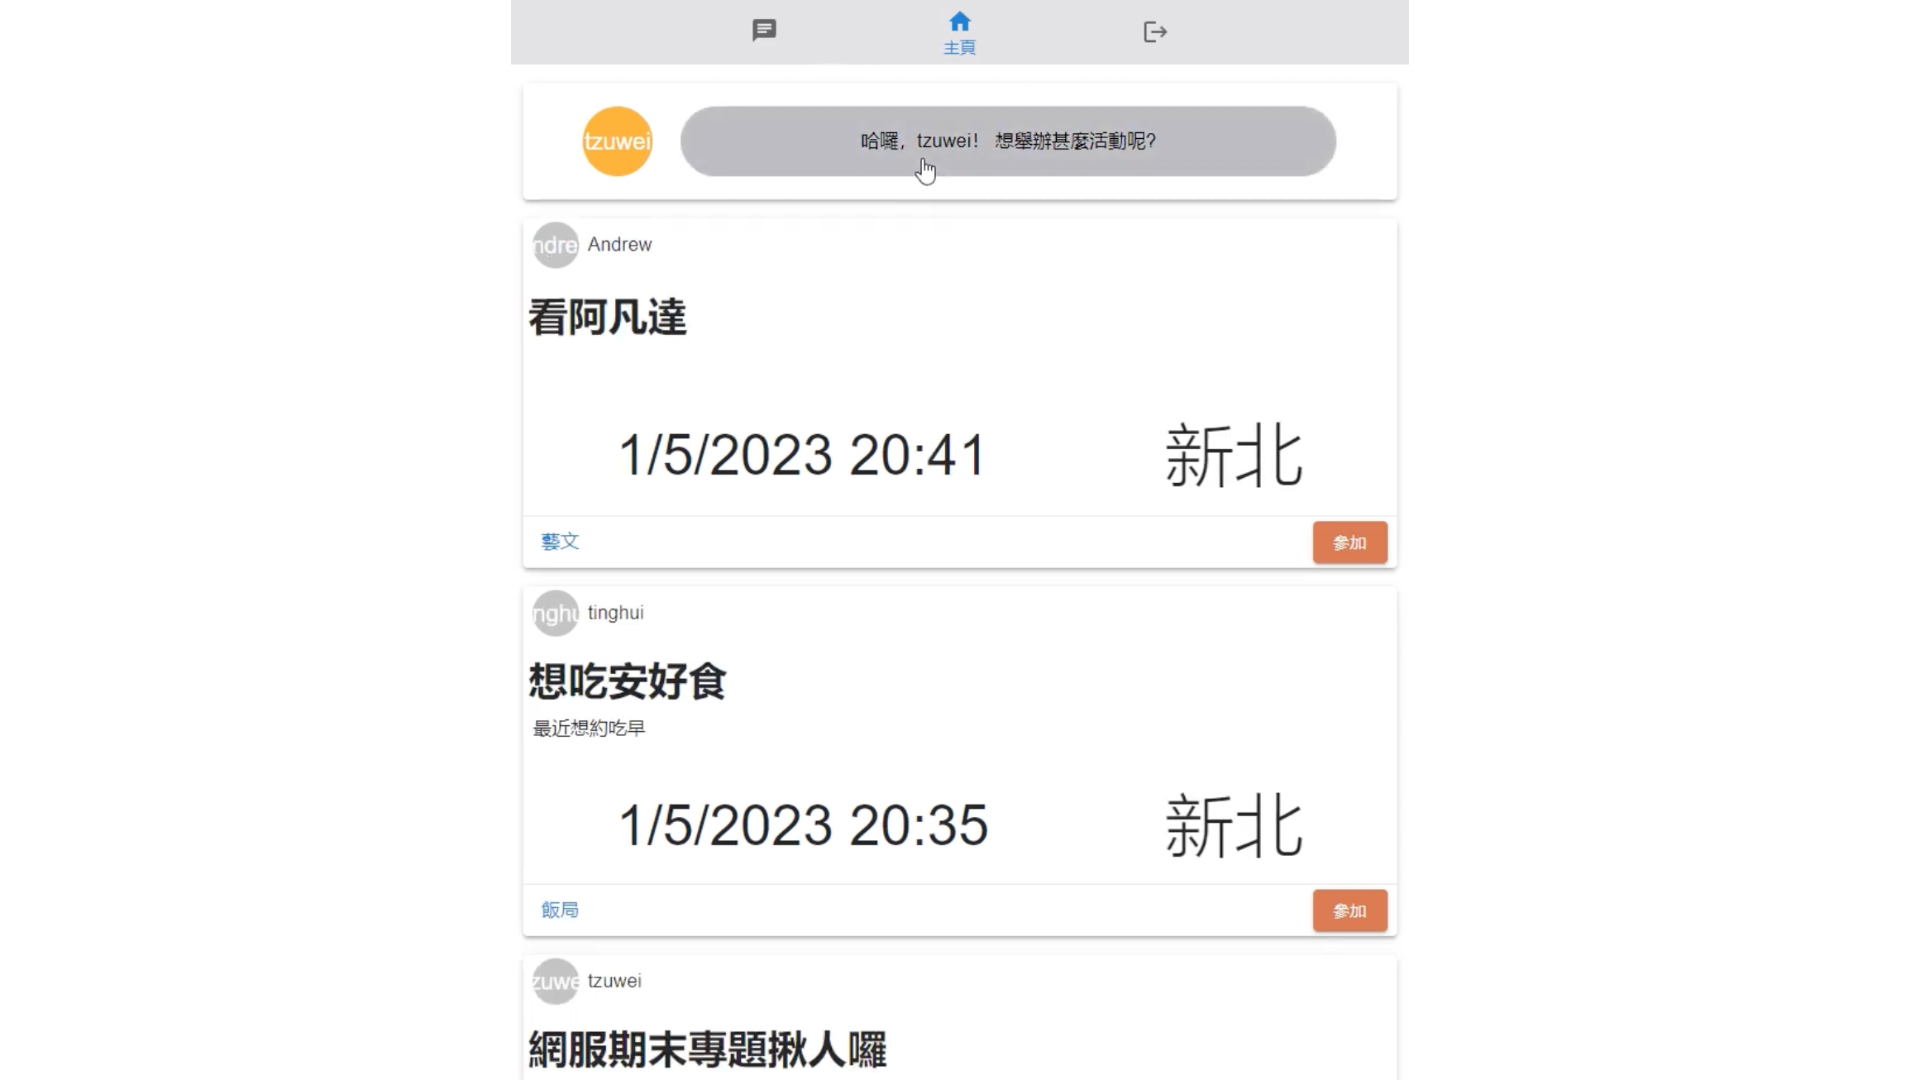 主頁
tzuwei
哈囉，tzuwei! 想舉辦甚麼活動呢?
ndre
Andrew
看阿凡達
1/5/2023 20:41
新北
藝文
參加
nghu
tinghui
想吃安好食
最近想約吃早
1/5/2023 20:35
新北
飯局
參加
zuwe
tzuwei
網服期末專題揪人囉